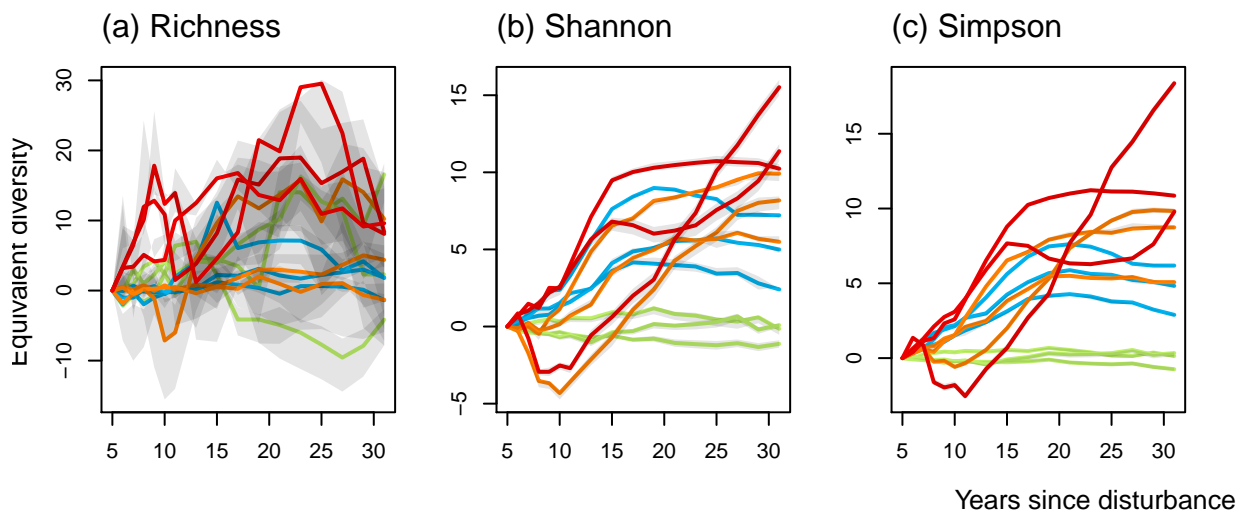 (a) Richness
(b) Shannon
(c) Simpson
Equivalent diversity
30
20
10
0
−10
5 10 15 20 25 30
15
10
5
0
−5
5 10 15 20 25 30
15
10
5
0
5 10 15 20 25 30
Years since disturbance